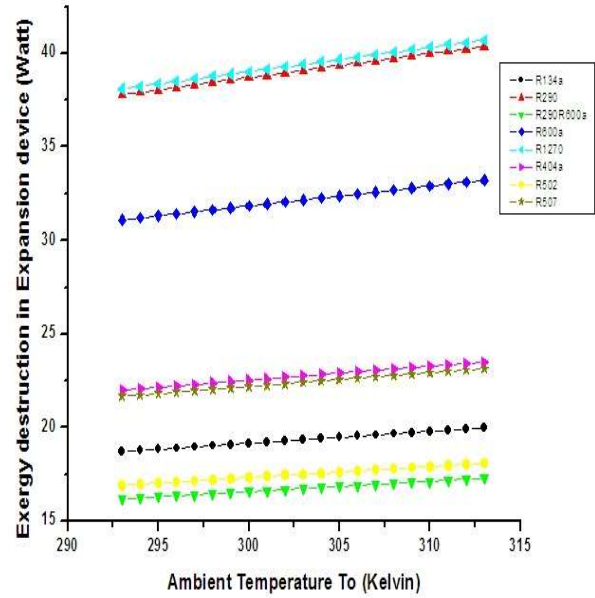 Exergy destruction in Expansion device (Watt)
40
35
30
25
20
15
290
295
300
305
310
315
Ambient Temperature To (Kelvin)
R134a
R290
R290R600a
R600a
R1270
R404a
R502
R507